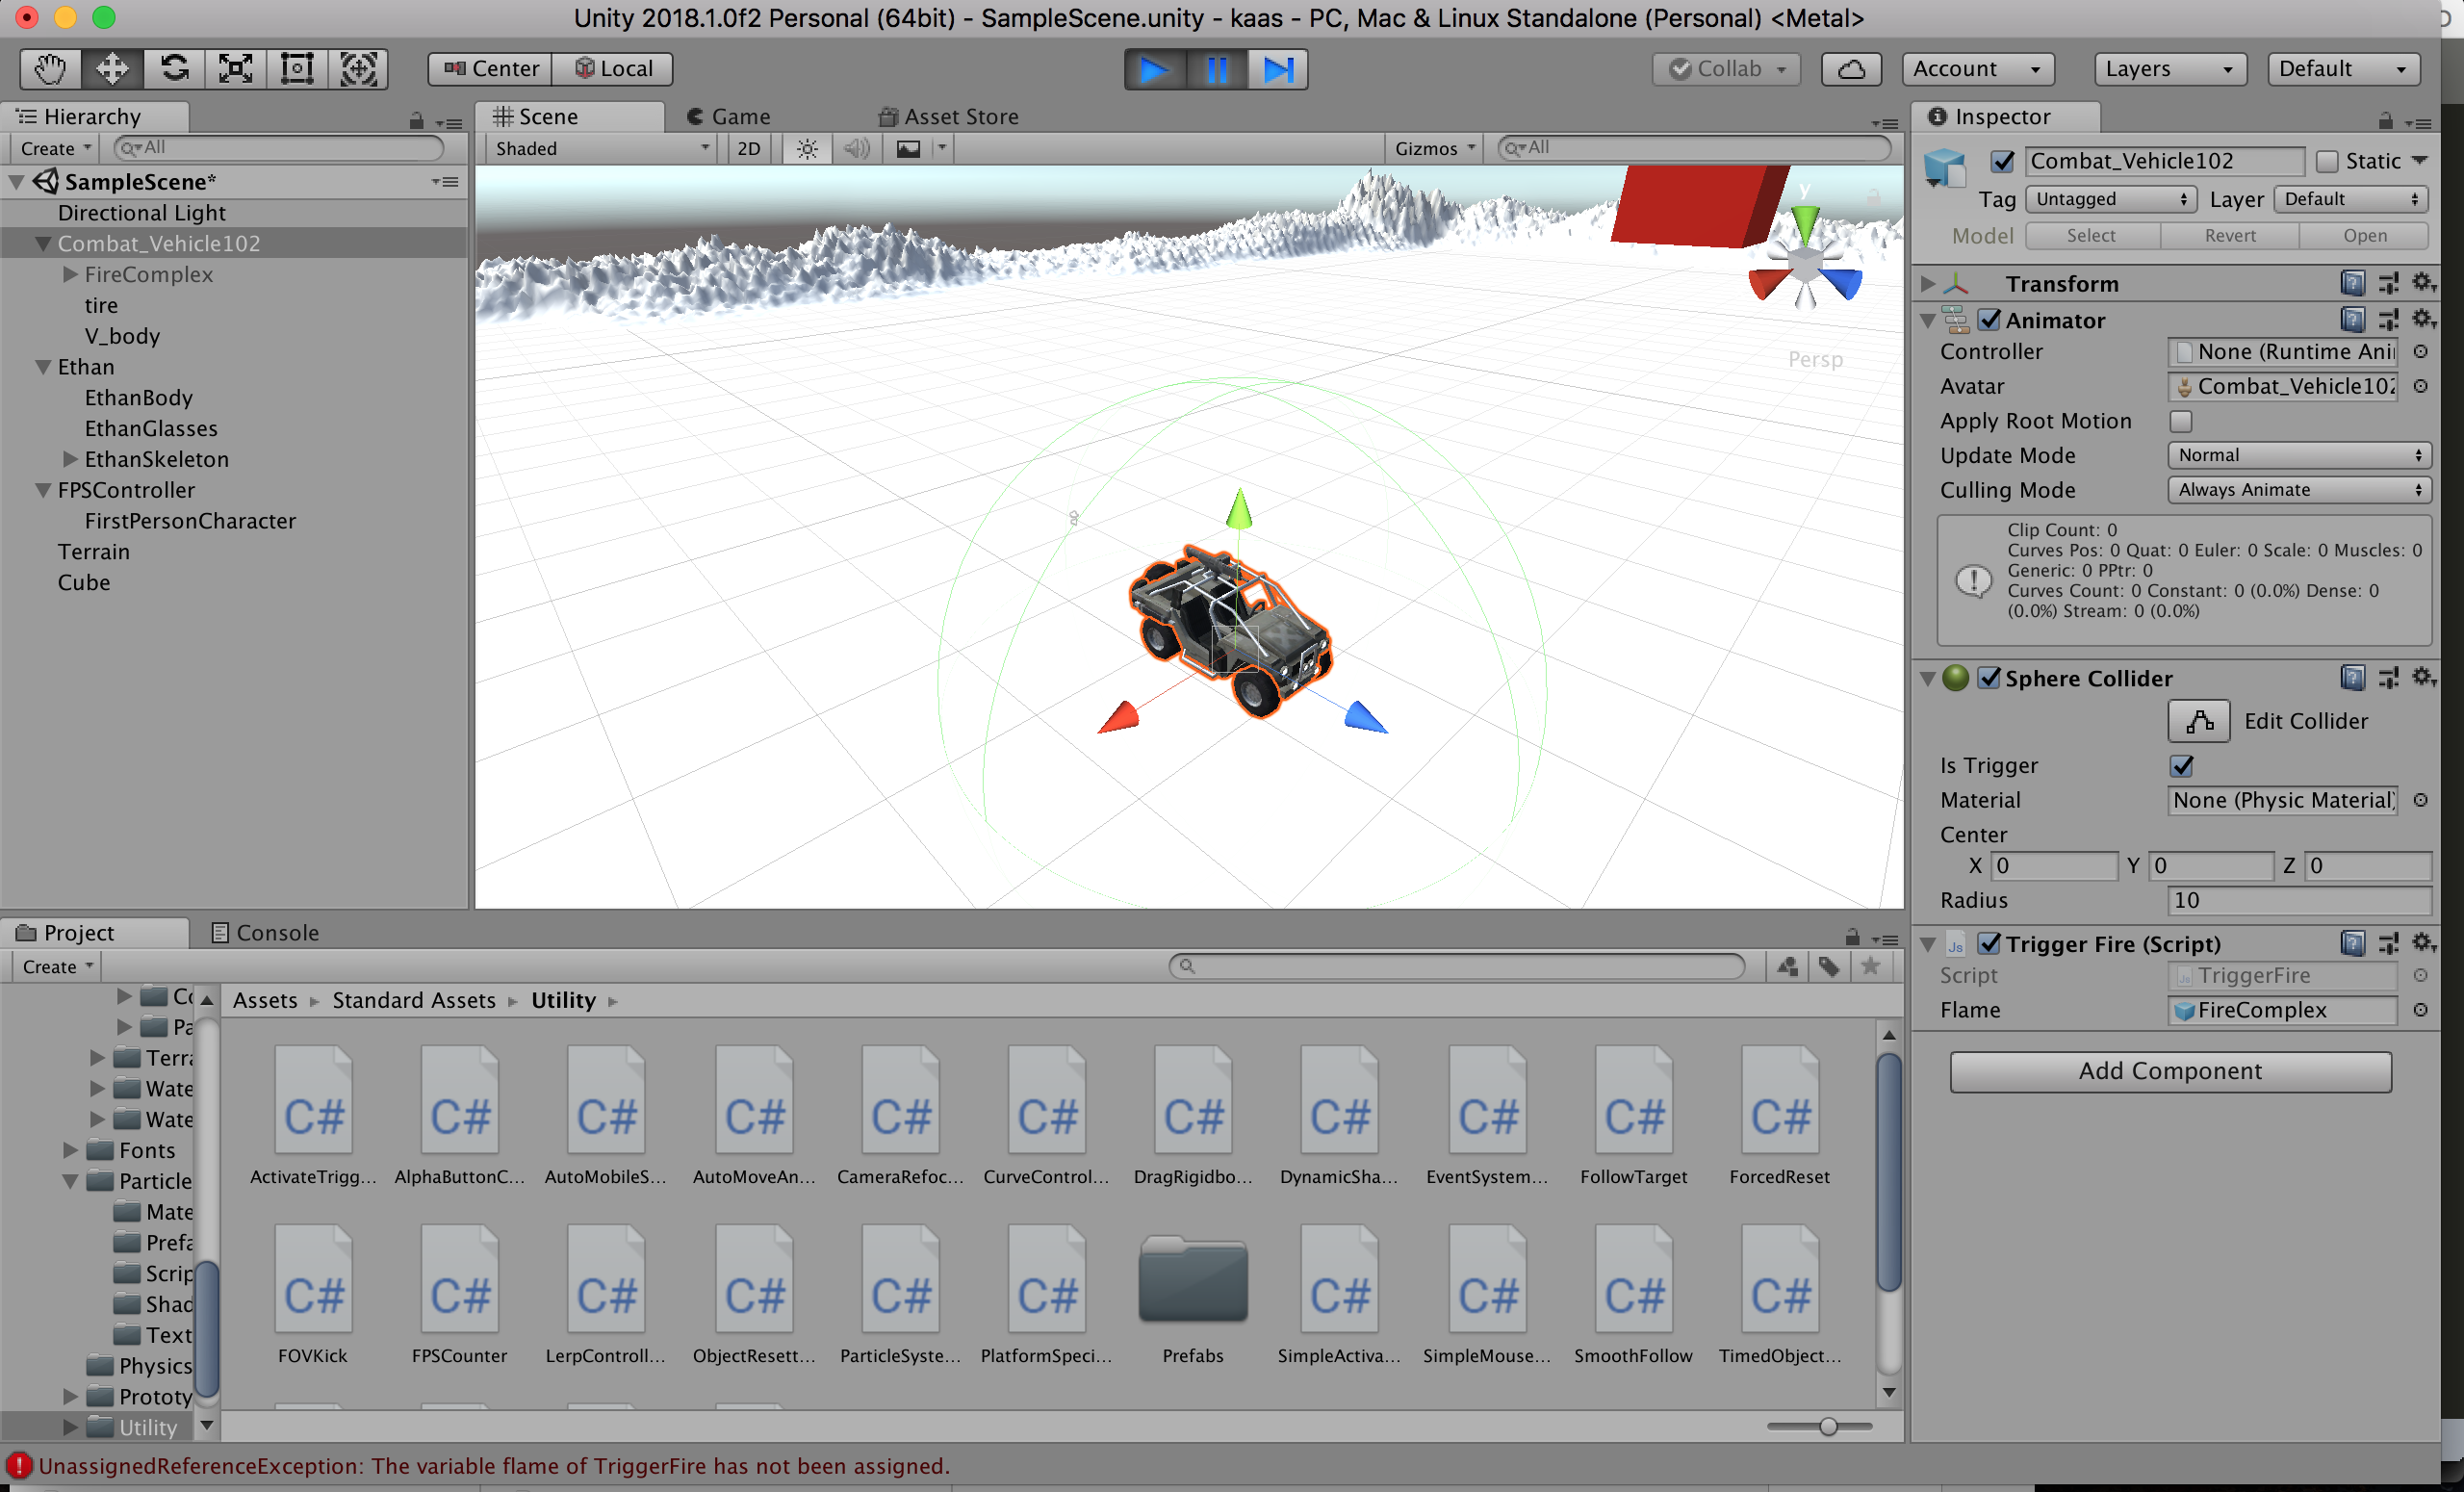 Unity 2018.1.0f2 Personal (64bit) - SampleScene.unity - kaas - PC, Mac & Linux Standalone (Personal) <Metal>
Center Local Collab Account Layers Default
Hierarchy
Create All
SampleScene*
Directional Light
Combat_Vehicle102
FireComplex
tire
V_body
Ethan
EthanBody
EthanGlasses
EthanSkeleton
FPSController
FirstPersonCharacter
Terrain
Cube
Scene Game Asset Store
Shaded 2D Gizmos All
y
Persp
Inspector
Combat_Vehicle102 Static
Tag Untagged Layer Default
Model Select Revert Open
Transform
Animator
Controller None (Runtime Ani
Avatar Combat_Vehicle102
Apply Root Motion
Update Mode Normal
Culling Mode Always Animate
Clip Count: 0
Curves Pos: 0 Quat: 0 Euler: 0 Scale: 0 Muscles: 0
Generic: 0 PPtr: 0
Curves Count: 0 Constant: 0 (0.0%) Dense: 0
(0.0%) Stream: 0 (0.0%)
Sphere Collider
Edit Collider
Is Trigger
Material None (Physic Material)
Center
X 0 Y 0 Z 0
Radius 10
Js Trigger Fire (Script)
Script Js TriggerFire
Flame FireComplex
Add Component
Project Console
Create
Co
Pa
Terra
Wate
Wate
Fonts
Particle
Mate
Prefa
Scrip
Shad
Text
Physics
Prototy
Utility
Assets Standard Assets Utility
C# C# C# C# C# C# C# C# C# C# C#
ActivateTrigg... AlphaButtonC... AutoMobileS... AutoMoveAn... CameraRefoc... CurveControl... DragRigidbo... DynamicSha... EventSystem... FollowTarget ForcedReset
C# C# C# C# C# C# C# C# C# C#
FOVKick FPSCounter LerpControll... ObjectResett... ParticleSyste... PlatformSpeci... Prefabs SimpleActiva... SimpleMouse... SmoothFollow TimedObject...
UnassignedReferenceException: The variable flame of TriggerFire has not been assigned.